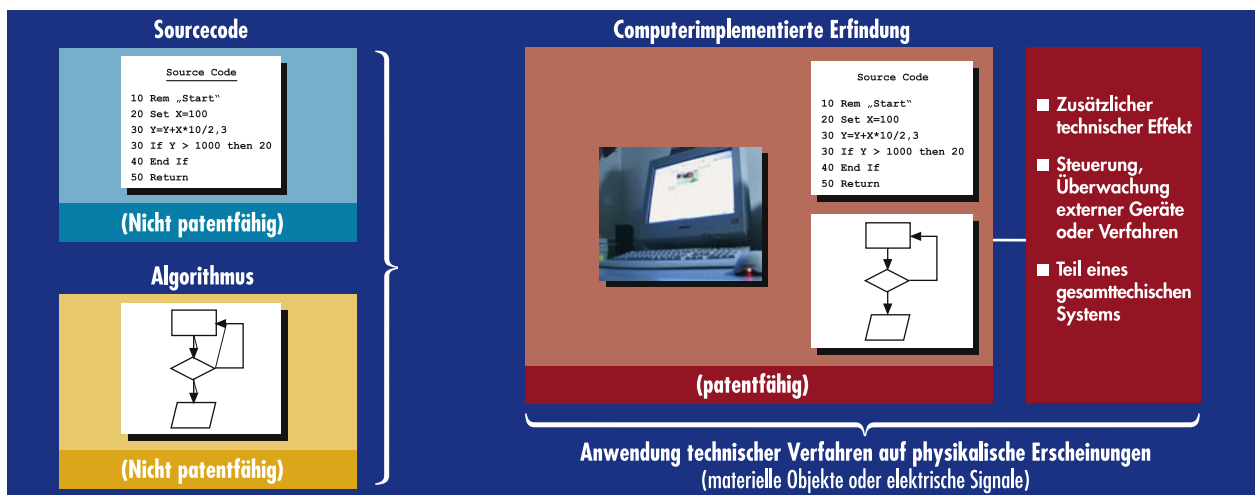 Sourcecode
Source Code
10 Rem „Start“
20 Set X=100
30 Y=Y+X*10/2,3
30 If Y > 1000 then 20
40 End If
50 Return
(Nicht patentfähig)
Algorithmus
(Nicht patentfähig)
Computerimplementierte Erfindung
Source Code
10 Rem „Start“
20 Set X=100
30 Y=Y+X*10/2,3
30 If Y > 1000 then 20
40 End If
50 Return
(patentfähig)
Zusätzlicher
technischer Effekt
Steuerung,
Überwachung
externer Geräte
oder Verfahren
Teil eines
gesamttechischen
Systems
Anwendung technischer Verfahren auf physikalische Erscheinungen
(materielle Objekte oder elektrische Signale)